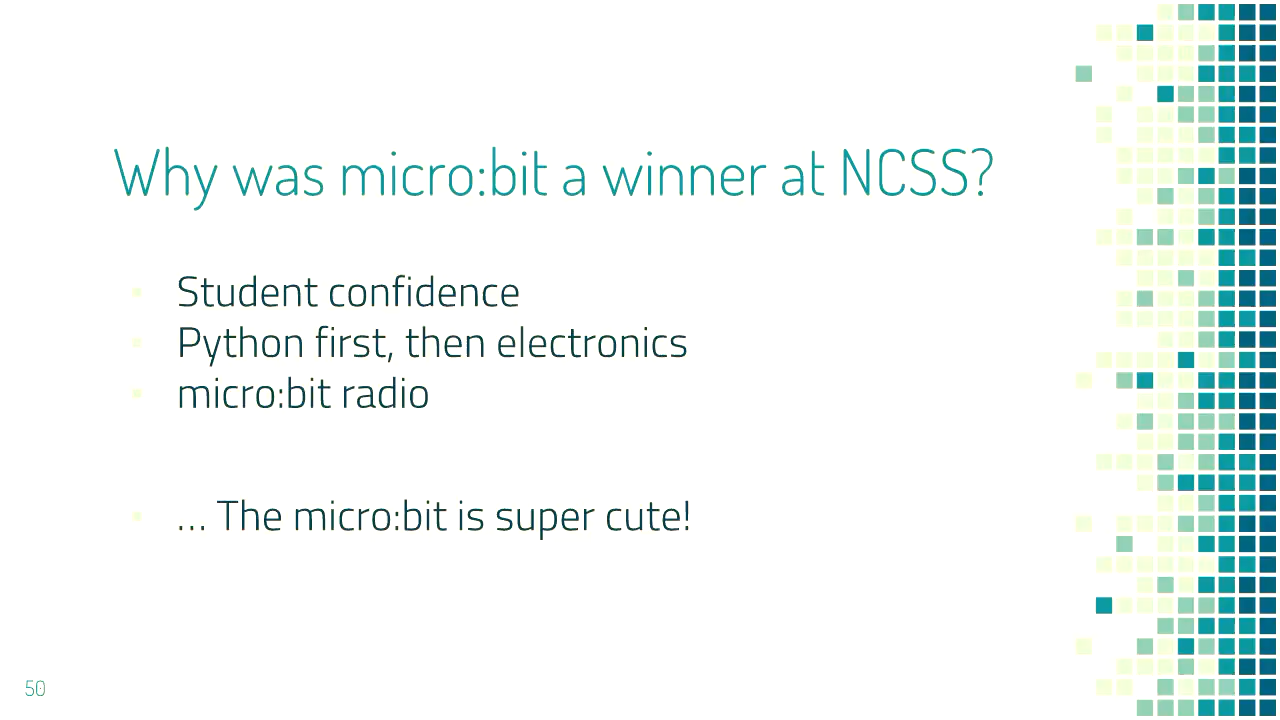 Why was micro:bit a winner at NCSS?
Student confidence
Python first, then electronics
micro:bit radio
... The micro:bit is super cute!
50